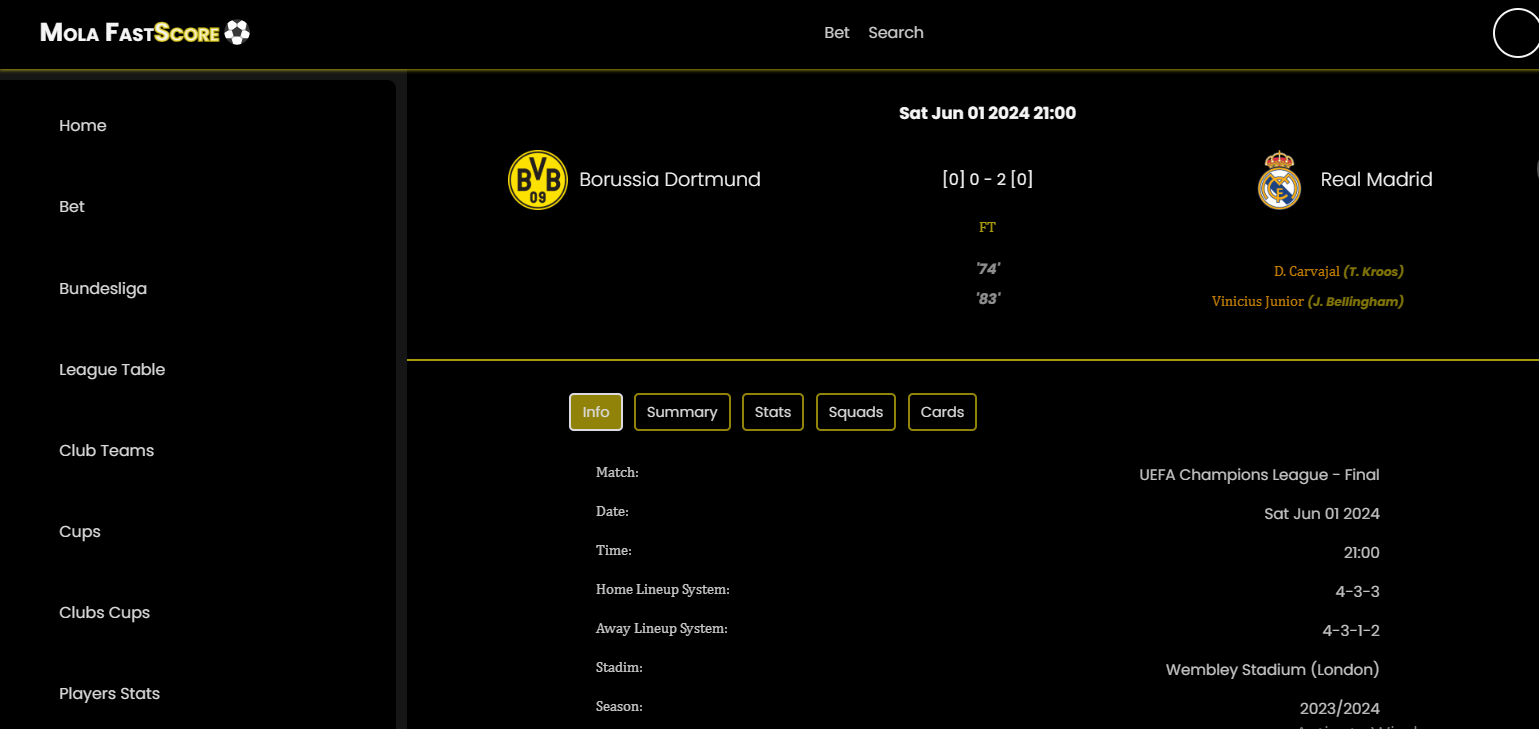 MOLA FASTSCORE
Bet Search
Home
Bet
Bundesliga
League Table
Club Teams
Cups
Clubs Cups
Players Stats
Sat Jun 01 2024 21:00
BVB 09 Borussia Dortmund [0] 0 - 2 [0] Real Madrid
FT
'74' D. Carvajal (T. Kroos)
'83' Vinicius Junior (J. Bellingham)
Info Summary Stats Squads Cards
Match: UEFA Champions League - Final
Date: Sat Jun 01 2024
Time: 21:00
Home Lineup System: 4-3-3
Away Lineup System: 4-3-1-2
Stadim: Wembley Stadium (London)
Season: 2023/2024